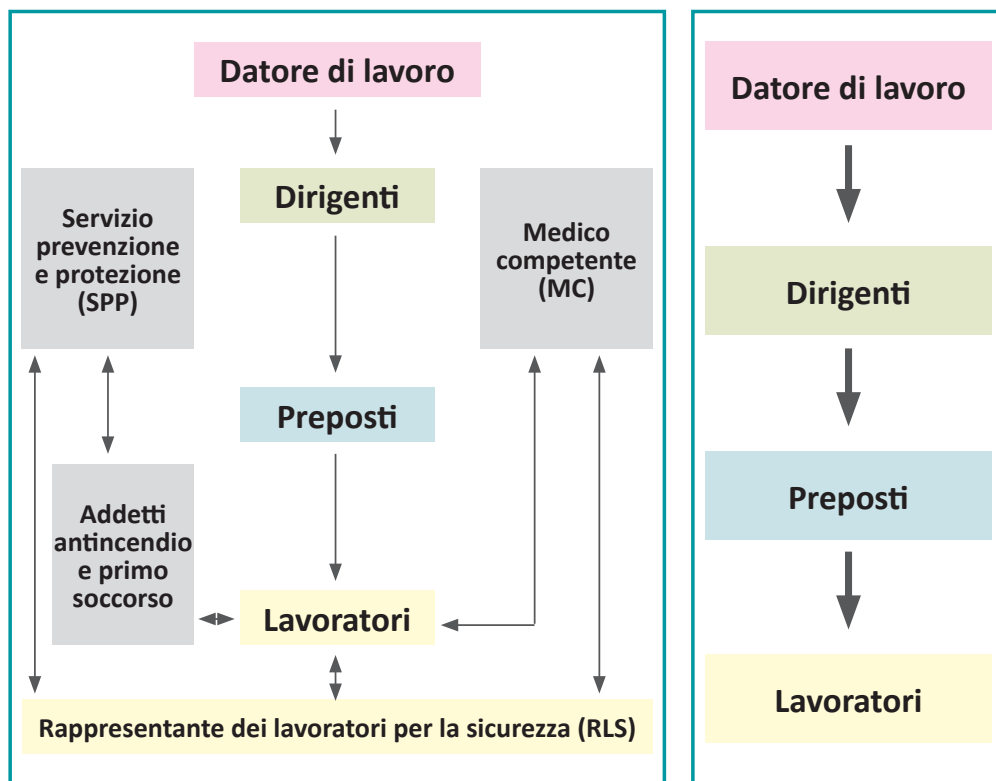 Datore di lavoro
Dirigenti
Servizio
prevenzione
e protezione
(SPP)
Medico
competente
(MC)
Preposti
Addetti
antincendio
e primo
soccorso
Lavoratori
Rappresentante dei lavoratori per la sicurezza (RLS)
Datore di lavoro
Dirigenti
Preposti
Lavoratori